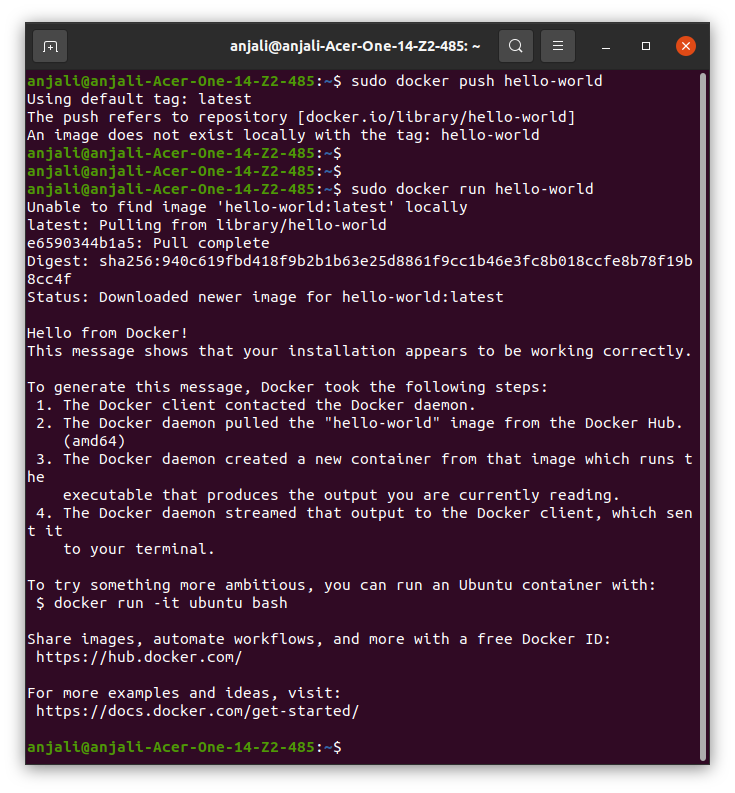 anjali@anjali-Acer-One-14-Z2-485: ~
anjali@anjali-Acer-One-14-Z2-485:~$ sudo docker push hello-world
Using default tag: latest
The push refers to repository [docker.io/library/hello-world]
An image does not exist locally with the tag: hello-world
anjali@anjali-Acer-One-14-Z2-485:~$
anjali@anjali-Acer-One-14-Z2-485:~$
anjali@anjali-Acer-One-14-Z2-485:~$ sudo docker run hello-world
Unable to find image 'hello-world:latest' locally
latest: Pulling from library/hello-world
e6590344b1a5: Pull complete
Digest: sha256:940c619fbd418f9b2b1b63e25d8861f9cc1b46e3fc8b018ccfe8b78f19b
8cc4f
Status: Downloaded newer image for hello-world:latest

Hello from Docker!
This message shows that your installation appears to be working correctly.

To generate this message, Docker took the following steps:
 1. The Docker client contacted the Docker daemon.
 2. The Docker daemon pulled the "hello-world" image from the Docker Hub.
    (amd64)
 3. The Docker daemon created a new container from that image which runs t
he
    executable that produces the output you are currently reading.
 4. The Docker daemon streamed that output to the Docker client, which sen
t it
    to your terminal.

To try something more ambitious, you can run an Ubuntu container with:
 $ docker run -it ubuntu bash

Share images, automate workflows, and more with a free Docker ID:
 https://hub.docker.com/

For more examples and ideas, visit:
 https://docs.docker.com/get-started/

anjali@anjali-Acer-One-14-Z2-485:~$